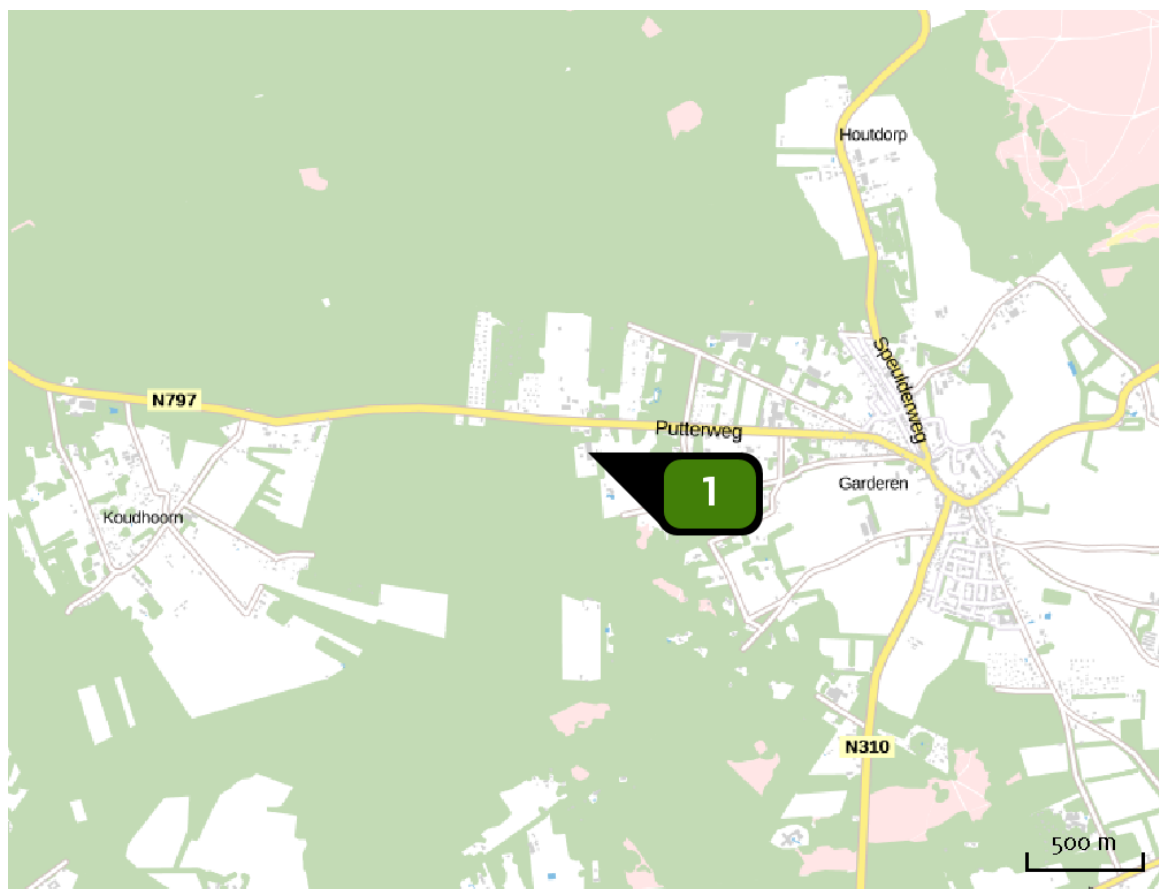 Houtdorp
Speulderweg
N797
Putterweg
1
Garderen
Koudhoorn
N310
500 m